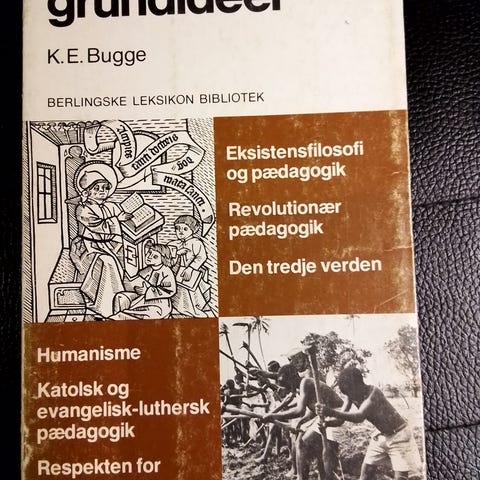 grundideer
K. E. Bugge
BERLINGSKE LEKSIKON BIBLIOTEK
Eksistensfilosofi
og pædagogik
Revolutionær
pædagogik
Den tredje verden
Humanisme
Katolsk og
evangelisk-luthersk
pædagogik
Respekten for